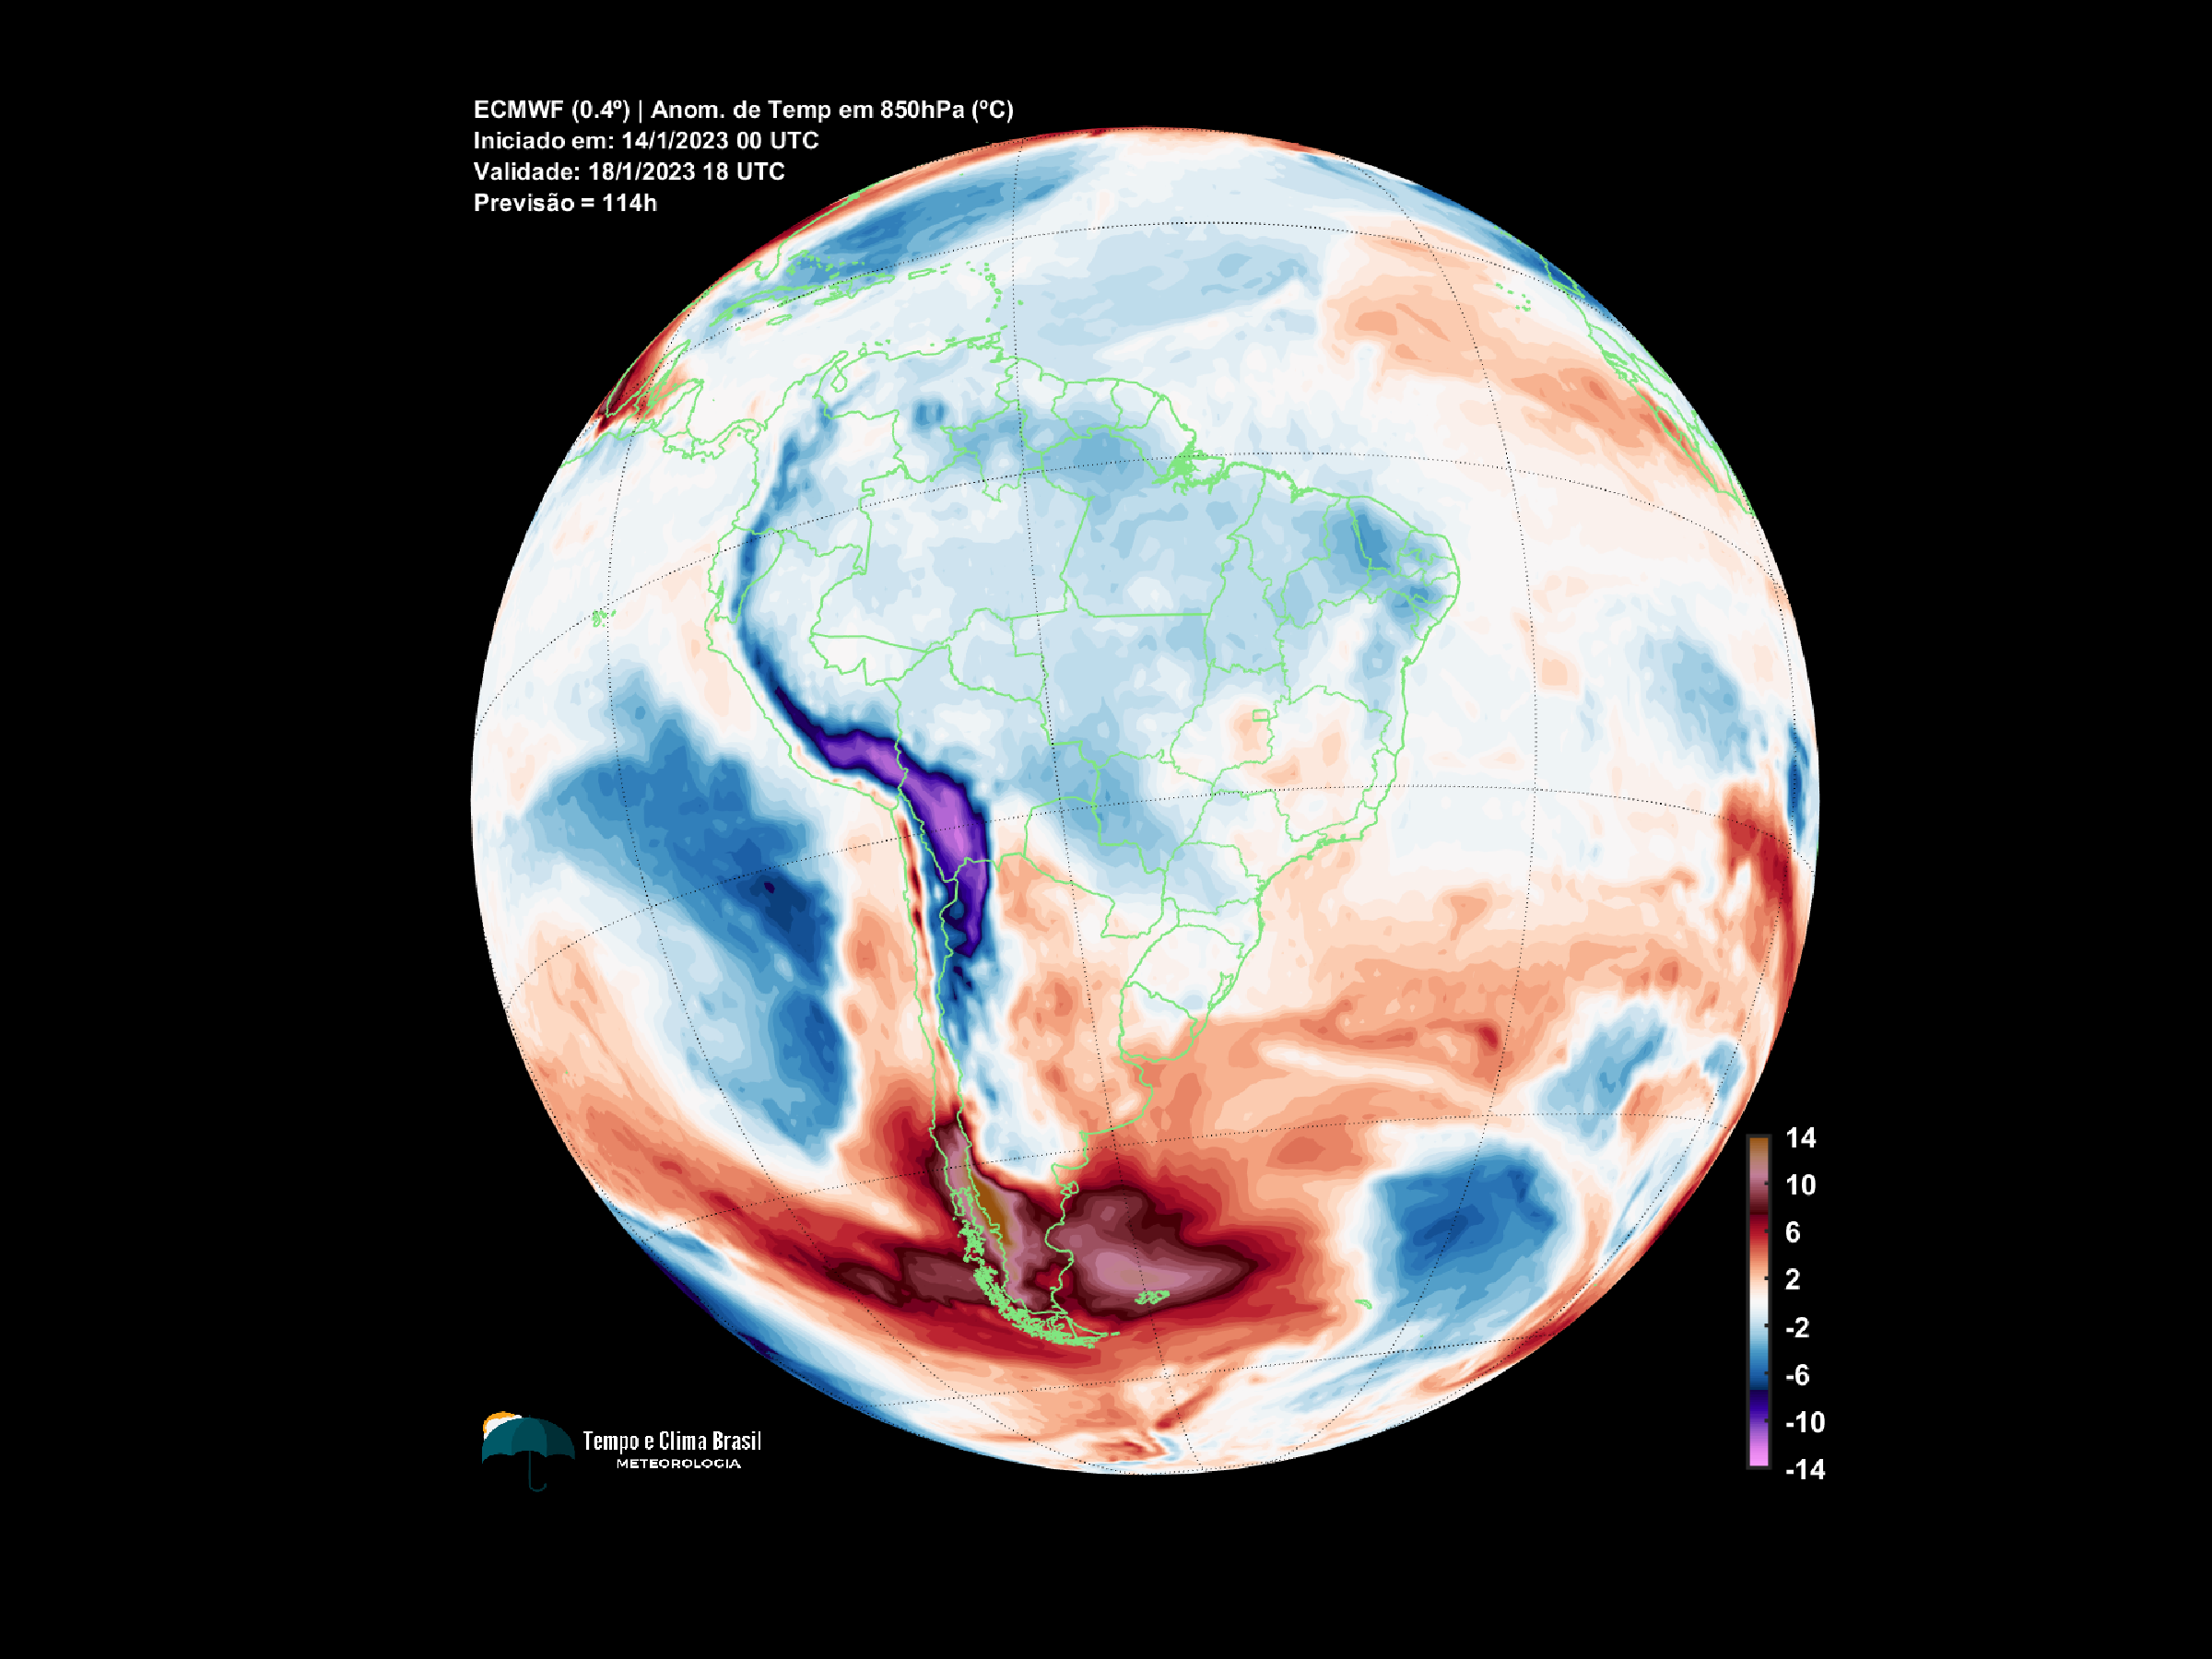 ECMWF (0.4º) | Anom. de Temp em 850hPa (ºC)
Iniciado em: 14/1/2023 00 UTC
Validade: 18/1/2023 18 UTC
Previsão = 114h
14
10
6
2
-2
-6
-10
-14
Tempo e Clima Brasil
METEOROLOGIA